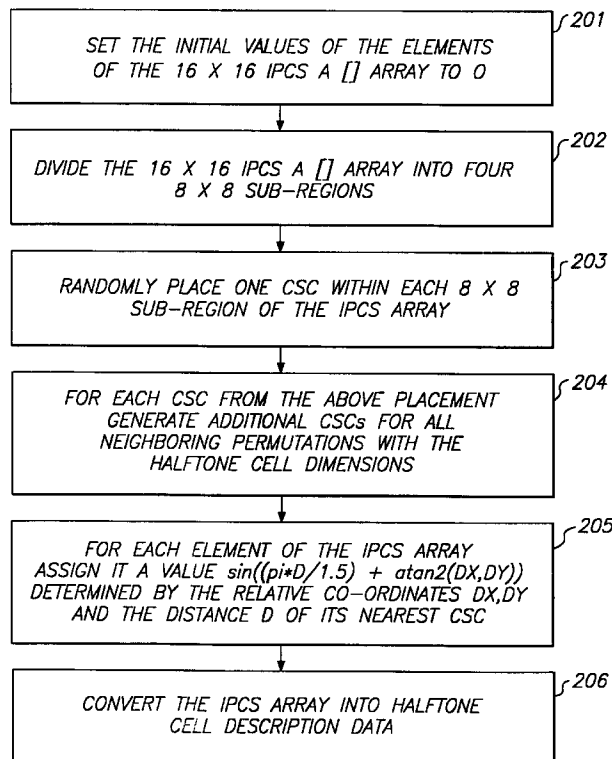 201
SET THE INITIAL VALUES OF THE ELEMENTS
OF THE 16 X 16 IPCS A [] ARRAY TO 0
202
DIVIDE THE 16 X 16 IPCS A [] ARRAY INTO FOUR
8 X 8 SUB-REGIONS
203
RANDOMLY PLACE ONE CSC WITHIN EACH 8 X 8
SUB-REGION OF THE IPCS ARRAY
204
FOR EACH CSC FROM THE ABOVE PLACEMENT
GENERATE ADDITIONAL CSCs FOR ALL
NEIGHBORING PERMUTATIONS WITH THE
HALFTONE CELL DIMENSIONS
205
FOR EACH ELEMENT OF THE IPCS ARRAY
ASSIGN IT A VALUE sin((pi*D/1.5) + atan2(DX,DY))
DETERMINED BY THE RELATIVE CO-ORDINATES DX,DY
AND THE DISTANCE D OF ITS NEAREST CSC
206
CONVERT THE IPCS ARRAY INTO HALFTONE
CELL DESCRIPTION DATA